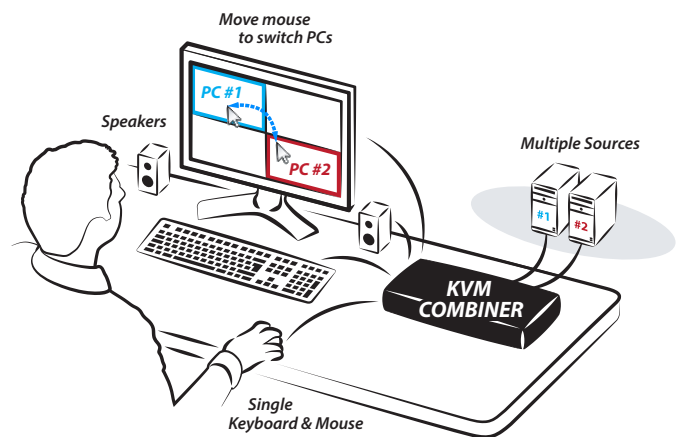 Move mouse
to switch PCs
PC #1
Speakers
Multiple Sources
PC #2
#1
#2
KVM
COMBINER
Single
Keyboard & Mouse